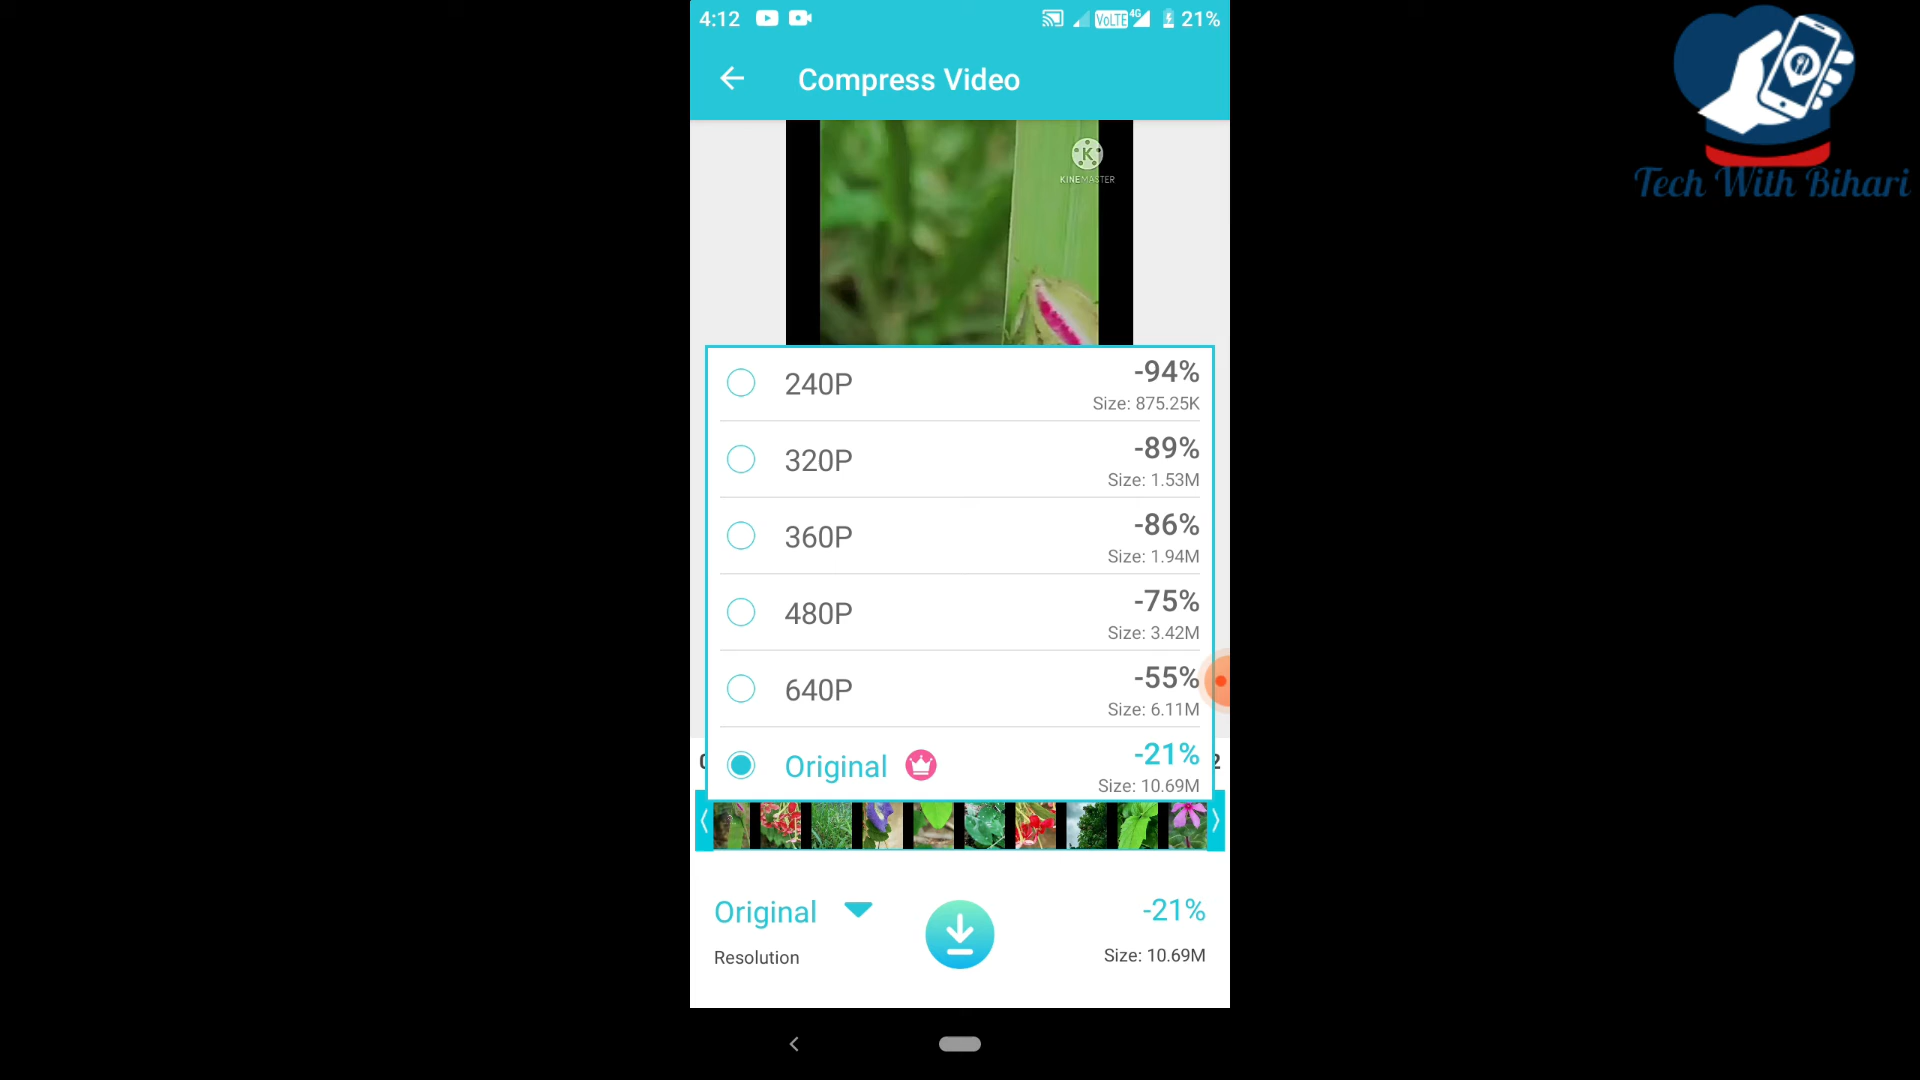 4:12
VoLTE 4G 21%
Tech With Bihari
Compress Video
K
KINEMASTER
240P -94%
Size: 875.25K
320P -89%
Size: 1.53M
360P -86%
Size: 1.94M
480P -75%
Size: 3.42M
640P -55%
Size: 6.11M
Original -21%
Size: 10.69M
Original -21%
Resolution Size: 10.69M